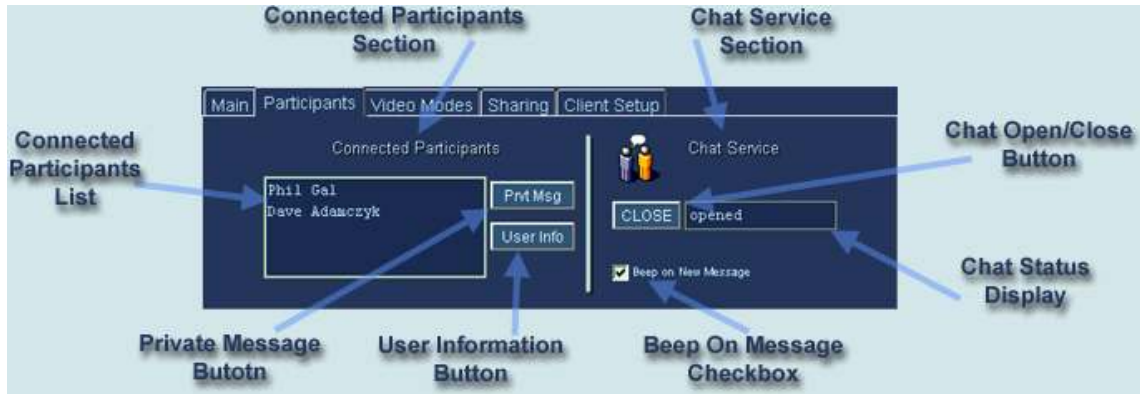 Connected Participants
Section
Chat Service
Section
Main Participants Video Modes Sharing Client Setup
Connected
Participants
List
Connected Participants
Chat Service
Chat Open/Close
Button
Phil Gal
Dave Adamczyk
Prvt Msg
User Info
CLOSE opened
Beep on New Message
Chat Status
Display
Private Message
Butotn
User Information
Button
Beep On Message
Checkbox